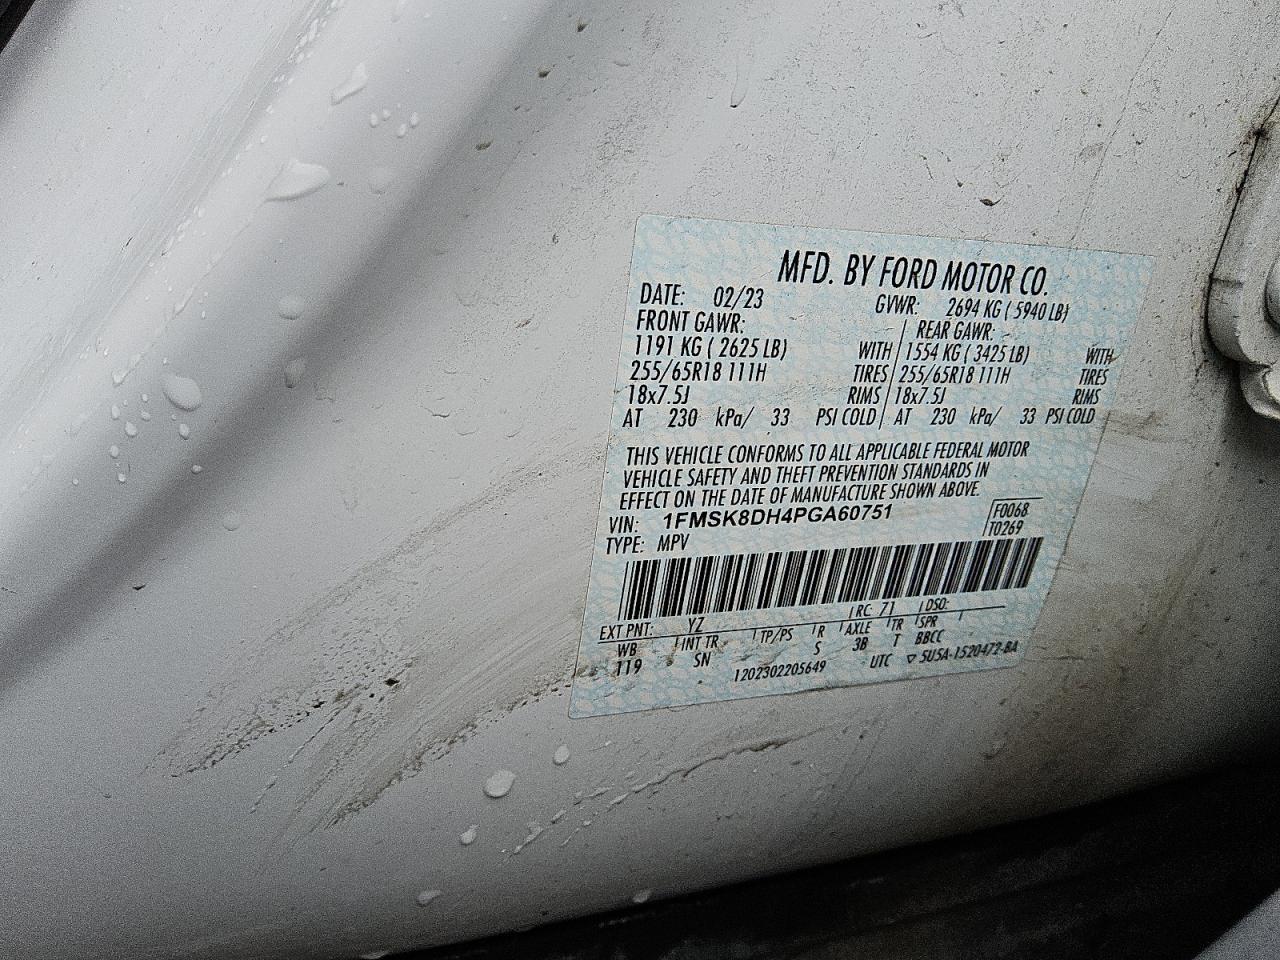 MFD. BY FORD MOTOR CO.
DATE: 02/23 GVWR: 2694 KG ( 5940 LB)
FRONT GAWR: REAR GAWR:
1191 KG ( 2625 LB) WITH 1554 KG ( 3425 LB) WITH
255/65R18 111H TIRES 255/65R18 111H TIRES
18x7.5J RIMS 18x7.5J RIMS
AT 230 kPa/ 33 PSI COLD AT 230 kPa/ 33 PSI COLD
THIS VEHICLE CONFORMS TO ALL APPLICABLE FEDERAL MOTOR
VEHICLE SAFETY AND THEFT PREVENTION STANDARDS IN
EFFECT ON THE DATE OF MANUFACTURE SHOWN ABOVE.
VIN: 1FMSK8DH4PGA60751 F0068
TYPE: MPV T0269
EXT PNT: YZ RC: 71 DSO:
WB INT TR TP/PS R AXLE TR SPR
119 SN S 3B T BBCC
1202302205649 UTC ▽ 5U5A-1520472-BA